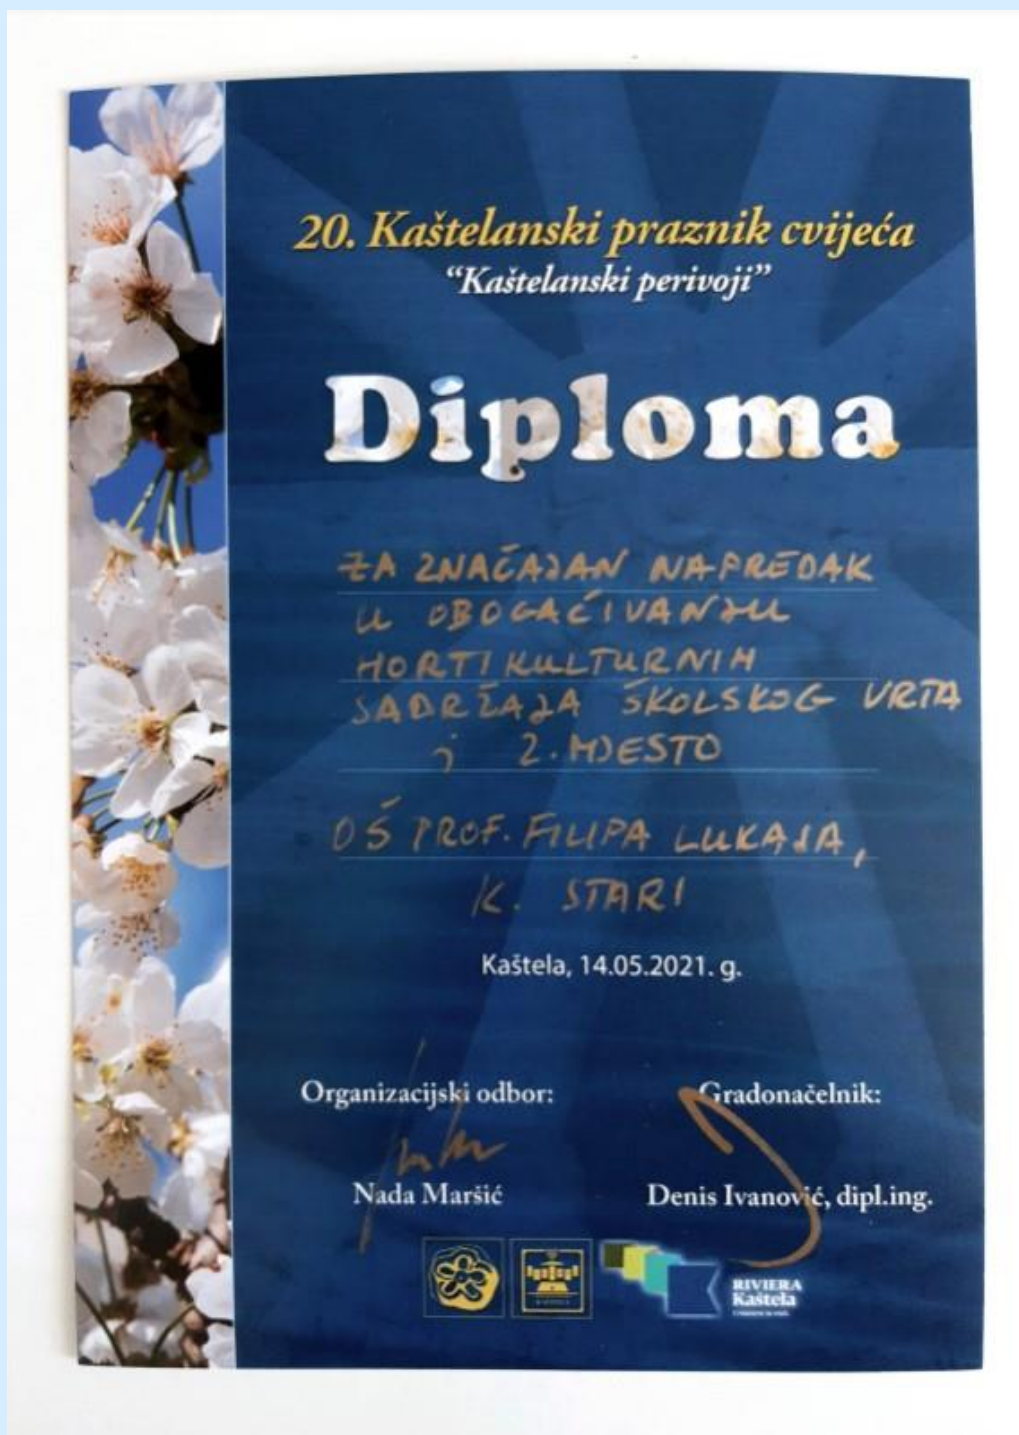 20. Kaštelanski praznik cvijeća
“Kaštelanski perivoji”
Diploma
ZA ZNAČAJAN NAPREDAK
U OBOGAĆIVANJU
HORTIKULTURNIH
SADRŽAJA ŠKOLSKOG VRTA
i 2. MJESTO
OŠ PROF. FILIPA LUKASA,
K. STARI
Kaštela, 14.05.2021. g.
Organizacijski odbor:
Gradonačelnik:
Nada Maršić
Denis Ivanović, dipl.ing.
RIVIERA
Kaštela